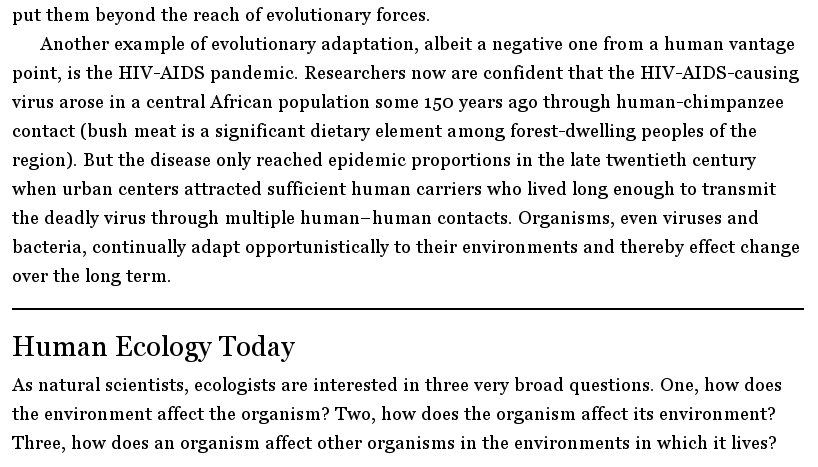 put them beyond the reach of evolutionary forces.
Another example of evolutionary adaptation, albeit a negative one from a human vantage
point, is the HIV-AIDS pandemic. Researchers now are confident that the HIV-AIDS-causing
virus arose in a central African population some 150 years ago through human-chimpanzee
contact (bush meat is a significant dietary element among forest-dwelling peoples of the
region). But the disease only reached epidemic proportions in the late twentieth century
when urban centers attracted sufficient human carriers who lived long enough to transmit
the deadly virus through multiple human–human contacts. Organisms, even viruses and
bacteria, continually adapt opportunistically to their environments and thereby effect change
over the long term.
Human Ecology Today
As natural scientists, ecologists are interested in three very broad questions. One, how does
the environment affect the organism? Two, how does the organism affect its environment?
Three, how does an organism affect other organisms in the environments in which it lives?